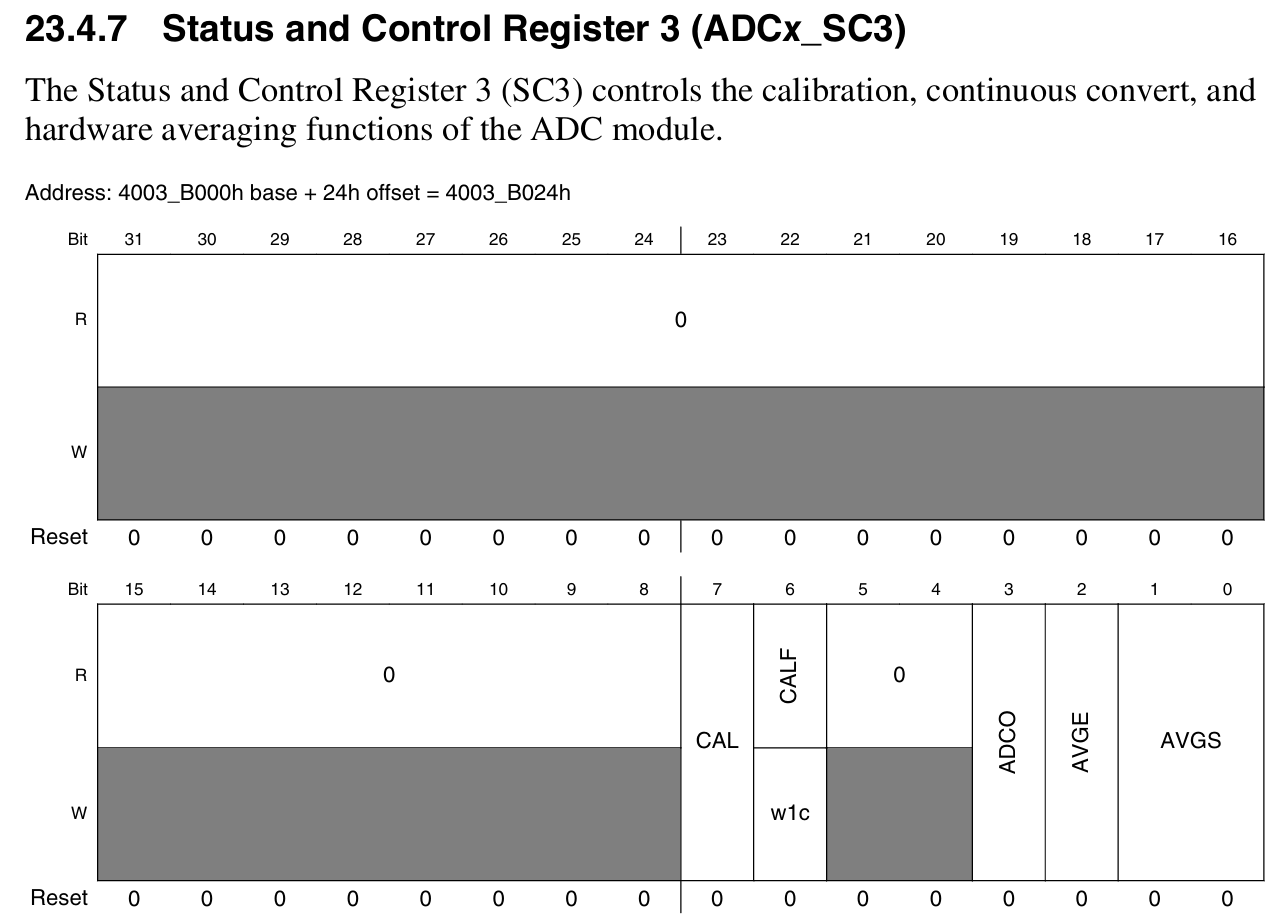 23.4.7 Status and Control Register 3 (ADCx_SC3)
The Status and Control Register 3 (SC3) controls the calibration, continuous convert, and
hardware averaging functions of the ADC module.
Address: 4003_B000h base + 24h offset = 4003_B024h
Bit 31 30 29 28 27 26 25 24 23 22 21 20 19 18 17 16
R 0
W
Reset 0 0 0 0 0 0 0 0 0 0 0 0 0 0 0 0
Bit 15 14 13 12 11 10 9 8 7 6 5 4 3 2 1 0
R 0 CALF 0
CAL ADCO AVGE AVGS
W w1c
Reset 0 0 0 0 0 0 0 0 0 0 0 0 0 0 0 0